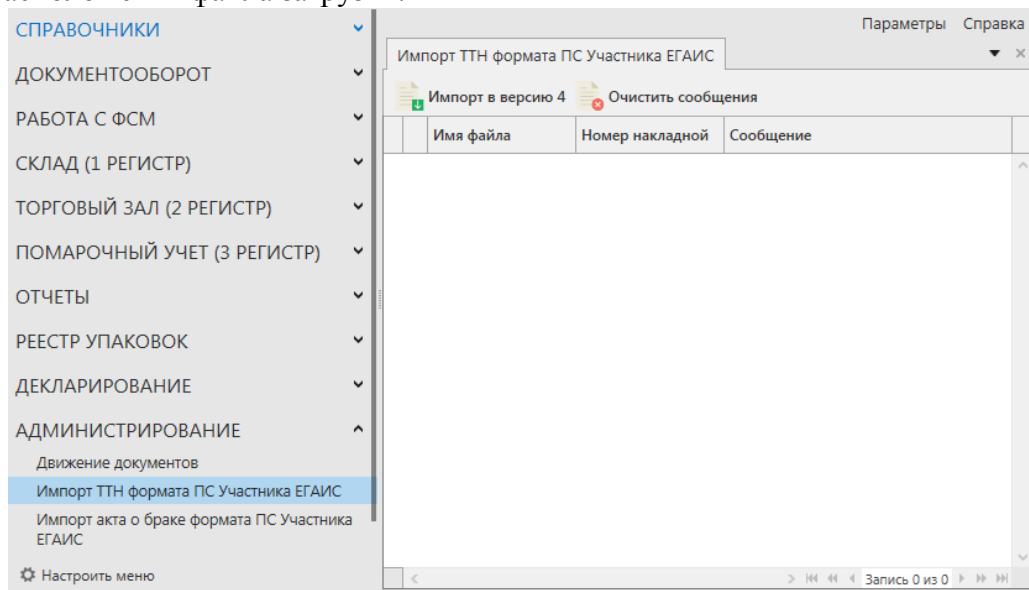 СПРАВОЧНИКИ
ДОКУМЕНТООБОРОТ
РАБОТА С ФСМ
СКЛАД (1 РЕГИСТР)
ТОРГОВЫЙ ЗАЛ (2 РЕГИСТР)
ПОМАРОЧНЫЙ УЧЕТ (3 РЕГИСТР)
ОТЧЕТЫ
РЕЕСТР УПАКОВОК
ДЕКЛАРИРОВАНИЕ
АДМИНИСТРИРОВАНИЕ
Движение документов
Импорт ТТН формата ПС Участника ЕГАИС
Импорт акта о браке формата ПС Участника
ЕГАИС
Настроить меню
Параметры Справка
Импорт ТТН формата ПС Участника ЕГАИС
Импорт в версию 4 Очистить сообщения
Имя файла Номер накладной Сообщение
Запись 0 из 0